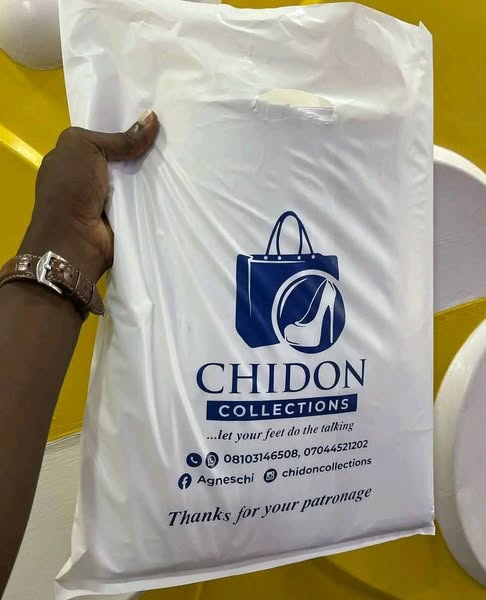 CHIDON
COLLECTIONS
...let your feet do the talking
08103146508, 07044521202
Agneschi chidoncollections
Thanks for your patronage